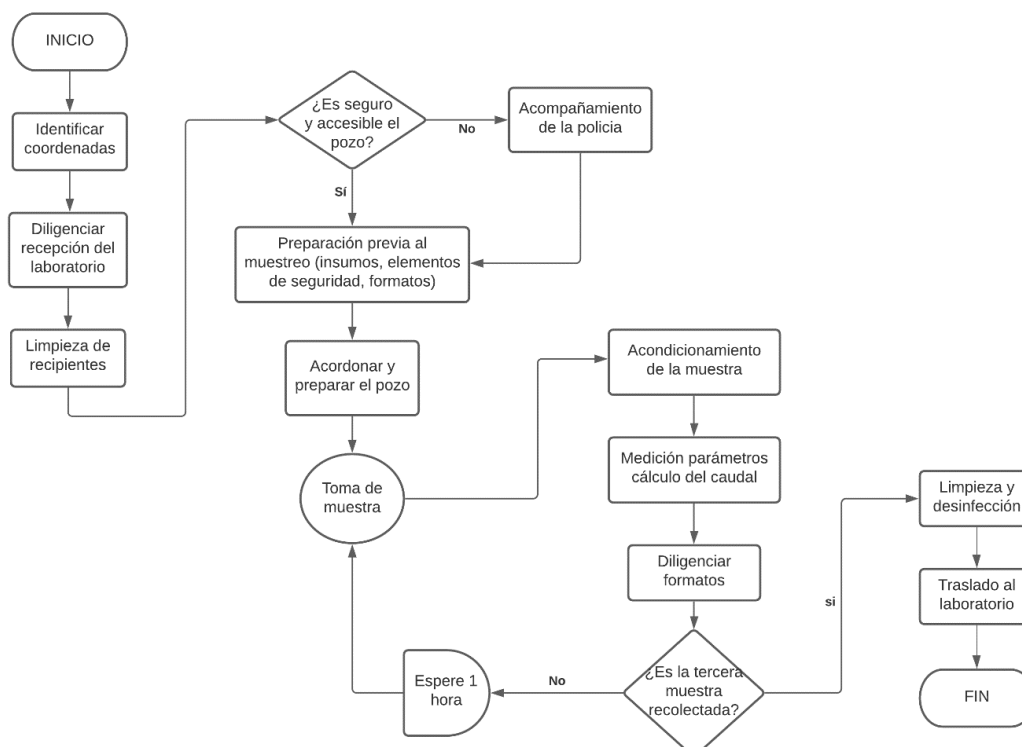 INICIO
Identificar
coordenadas
Diligenciar
recepción del
laboratorio
Limpieza de
recipientes
¿Es seguro
y accesible el
pozo?
No
Acompañamiento
de la policia
Sí
Preparación previa al
muestreo (insumos, elementos
de seguridad, formatos)
Acordonar y
preparar el pozo
Toma de
muestra
Acondicionamiento
de la muestra
Medición parámetros
cálculo del caudal
Diligenciar
formatos
¿Es la tercera
muestra
recolectada?
No
Espere 1
hora
si
Limpieza y
desinfección
Traslado al
laboratorio
FIN